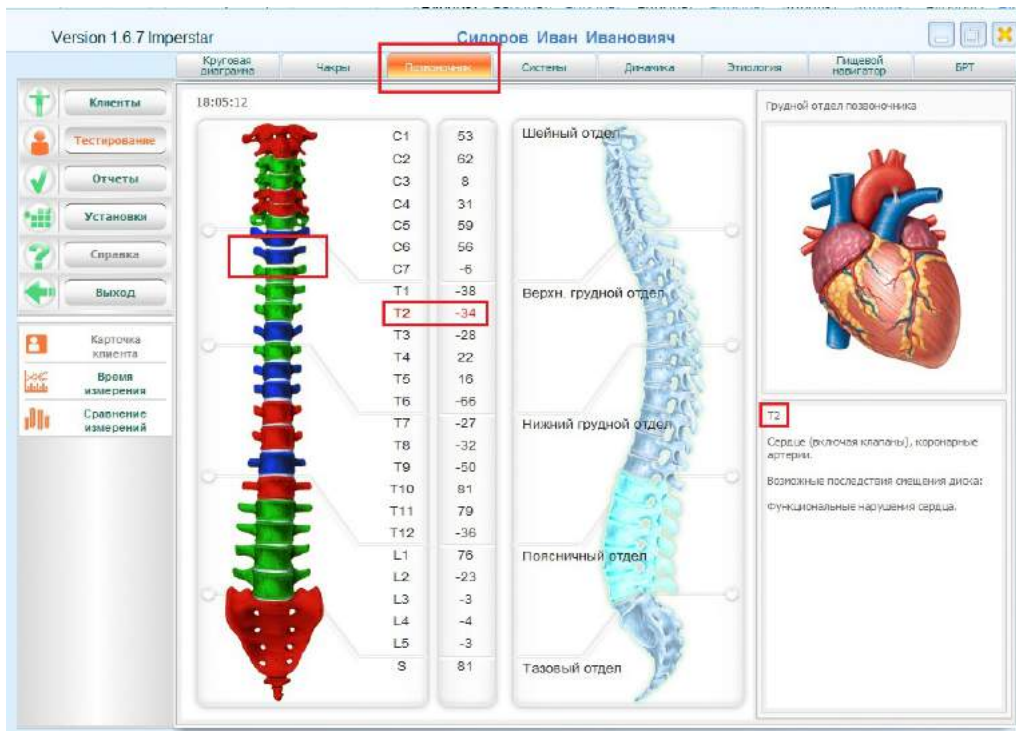 Version 1.6.7 Imperstar
Сидоров Иван Ивановияч
Круговая диаграмма
Чакры
Позвоночник
Системы
Динамика
Этиология
Пищевой навигатор
БРТ
Клиенты
Тестирование
Отчеты
Установки
Справка
Выход
Карточка
клиента
Время
измерения
Сравнение
измерений
18:05:12
C1 53
C2 62
C3 8
C4 31
C5 59
C6 56
C7 -6
T1 -38
T2 -34
T3 -28
T4 22
T5 16
T6 -66
T7 -27
T8 -32
T9 -50
T10 81
T11 79
T12 -36
L1 76
L2 -23
L3 -3
L4 -4
L5 -3
S 81
Шейный отдел
Верхн. грудной отдел
Нижний грудной отдел
Поясничный отдел
Тазовый отдел
Грудной отдел позвоночника
T2
Сердце (включая клапаны), коронарные
артерии.
Возможные последствия смещения диска:
Функциональные нарушения сердца.